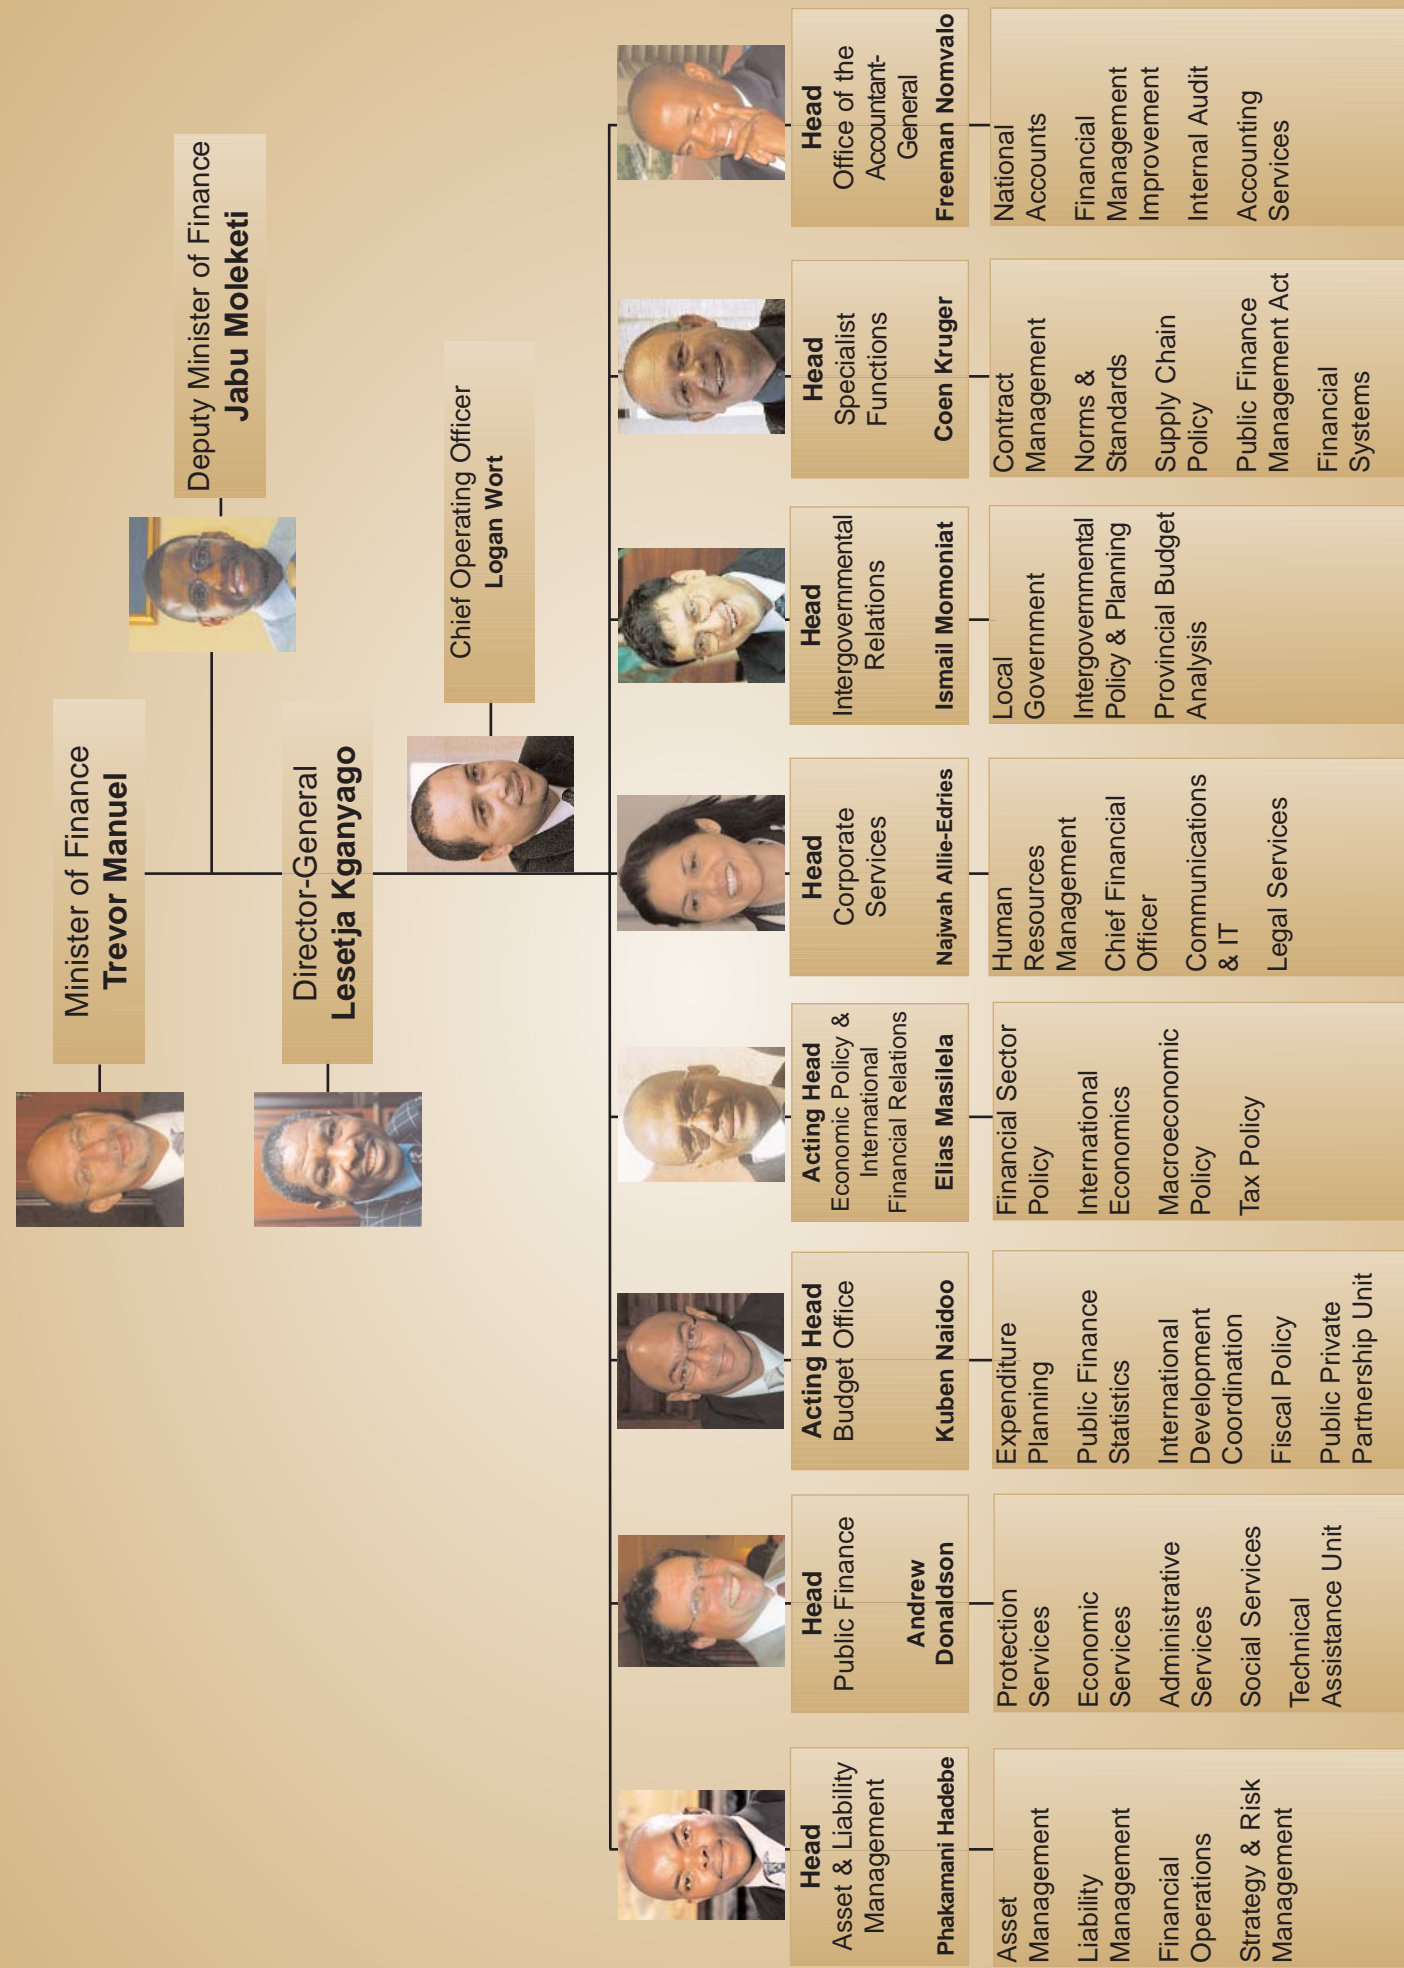 Minister of Finance
Trevor Manuel
Deputy Minister of Finance
Jabu Moleketi
Director-General
Lesetja Kganyago
Chief Operating Officer
Logan Wort
Head
Asset & Liability
Management
Phakamani Hadebe
Asset
Management
Liability
Management
Financial
Operations
Strategy & Risk
Management
Head
Public Finance
Andrew
Donaldson
Protection
Services
Economic
Services
Administrative
Services
Social Services
Technical
Assistance Unit
Acting Head
Budget Office
Kuben Naidoo
Expenditure
Planning
Public Finance
Statistics
International
Development
Coordination
Fiscal Policy
Public Private
Partnership Unit
Acting Head
Economic Policy &
International
Financial Relations
Elias Masilela
Financial Sector
Policy
International
Economics
Macroeconomic
Policy
Tax Policy
Head
Corporate
Services
Najwah Allie-Edries
Human
Resources
Management
Chief Financial
Officer
Communications
& IT
Legal Services
Head
Intergovernmental
Relations
Ismail Momoniat
Local
Government
Intergovernmental
Policy & Planning
Provincial Budget
Analysis
Head
Specialist
Functions
Coen Kruger
Contract
Management
Norms &
Standards
Supply Chain
Policy
Public Finance
Management Act
Financial
Systems
Head
Office of the
Accountant-
General
Freeman Nomvalo
National
Accounts
Financial
Management
Improvement
Internal Audit
Accounting
Services